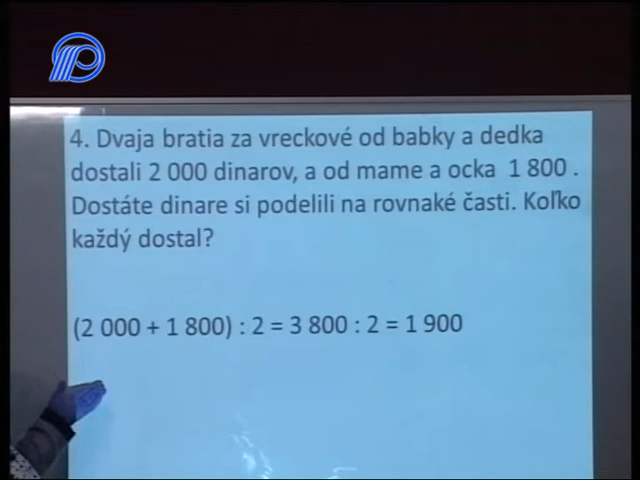 4. Dvaja bratia za vreckové od babky a dedka
dostali 2 000 dinarov, a od mame a ocka 1 800 .
Dostáte dinare si podelili na rovnaké časti. Koľko
každý dostal?
(2 000 + 1 800) : 2 = 3 800 : 2 = 1 900